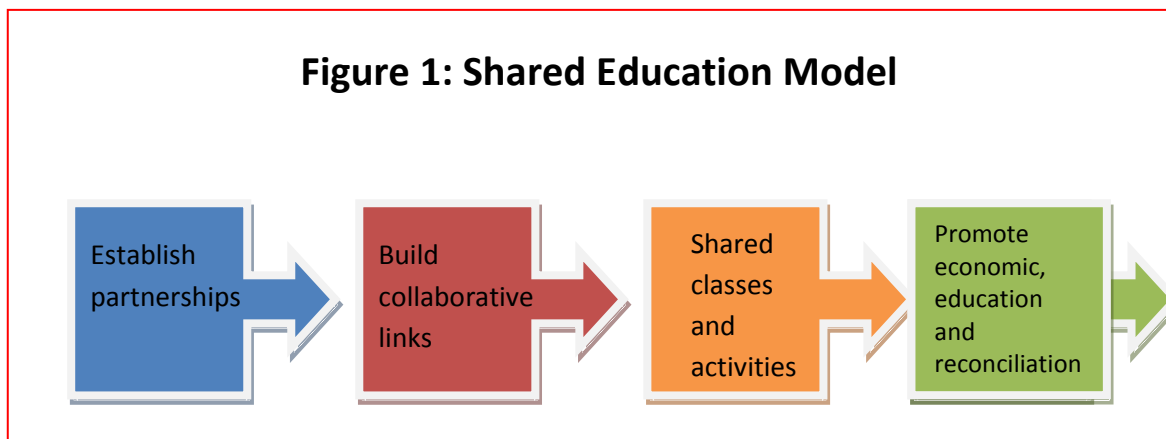 Figure 1: Shared Education Model
Establish
partnerships
Build
collaborative
links
Shared
classes
and
activities
Promote
economic,
education
and
reconciliation